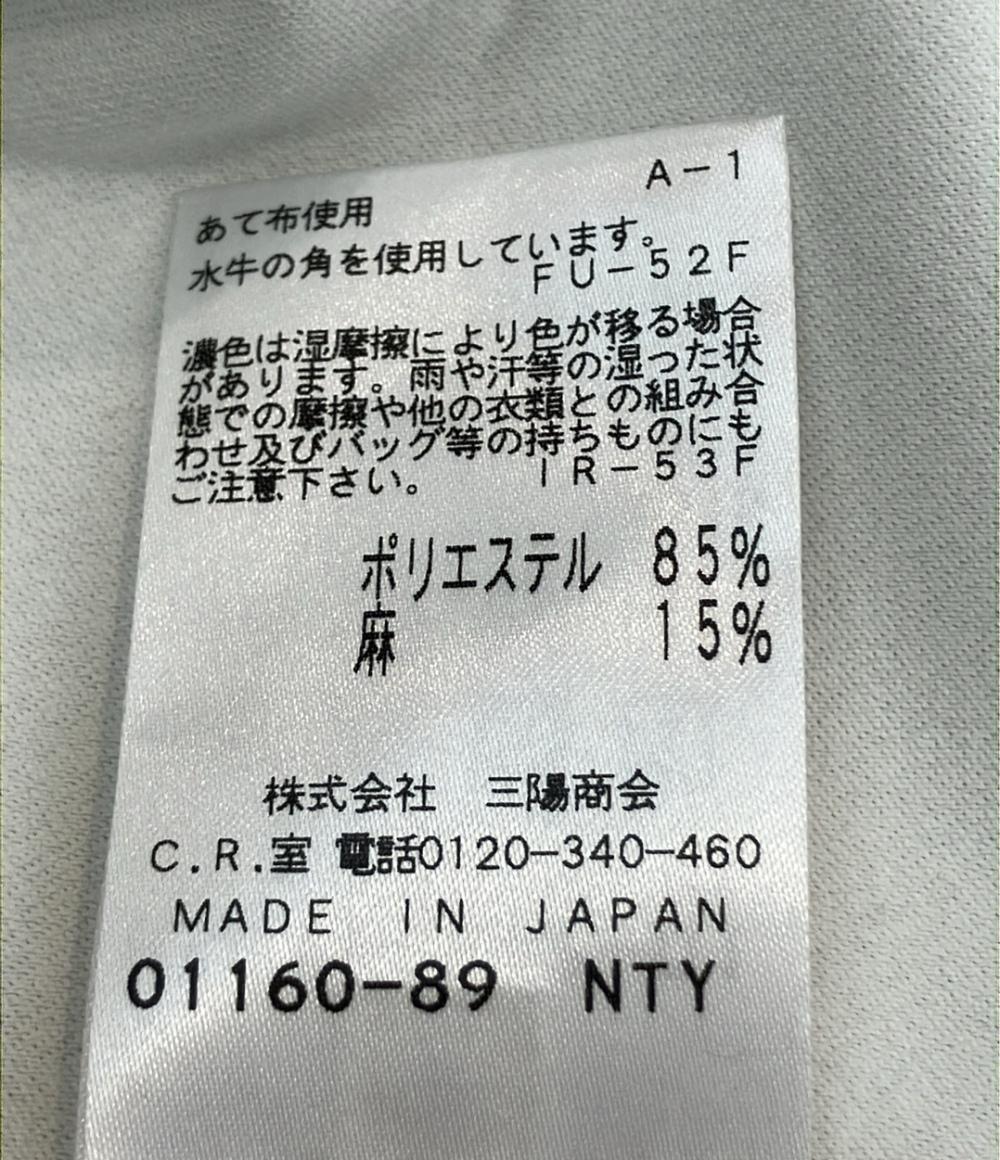 A-1
あて布使用
水牛の角を使用しています。
FU-52F
濃色は湿摩擦により色が移る場合
があります。雨や汗等の湿った状
態での摩擦や他の衣類との組み合
わせ及びバッグ等の持ちものにも
ご注意下さい。 IR-53F
ポリエステル 85%
麻 15%
株式会社 三陽商会
C.R.室 電話0120-340-460
MADE IN JAPAN
01160-89 NTY